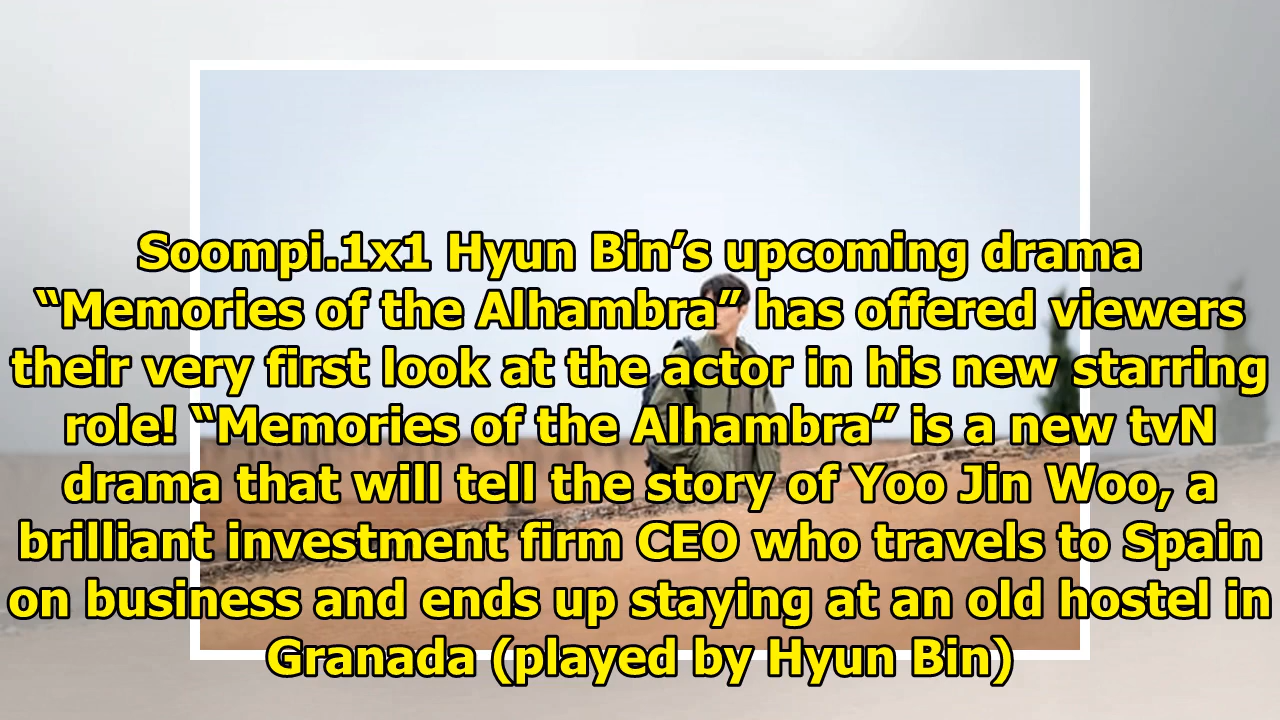 Soompi.1x1 Hyun Bin’s upcoming drama
“Memories of the Alhambra” has offered viewers
their very first look at the actor in his new starring
role! “Memories of the Alhambra” is a new tvN
drama that will tell the story of Yoo Jin Woo, a
brilliant investment firm CEO who travels to Spain
on business and ends up staying at an old hostel in
Granada (played by Hyun Bin)